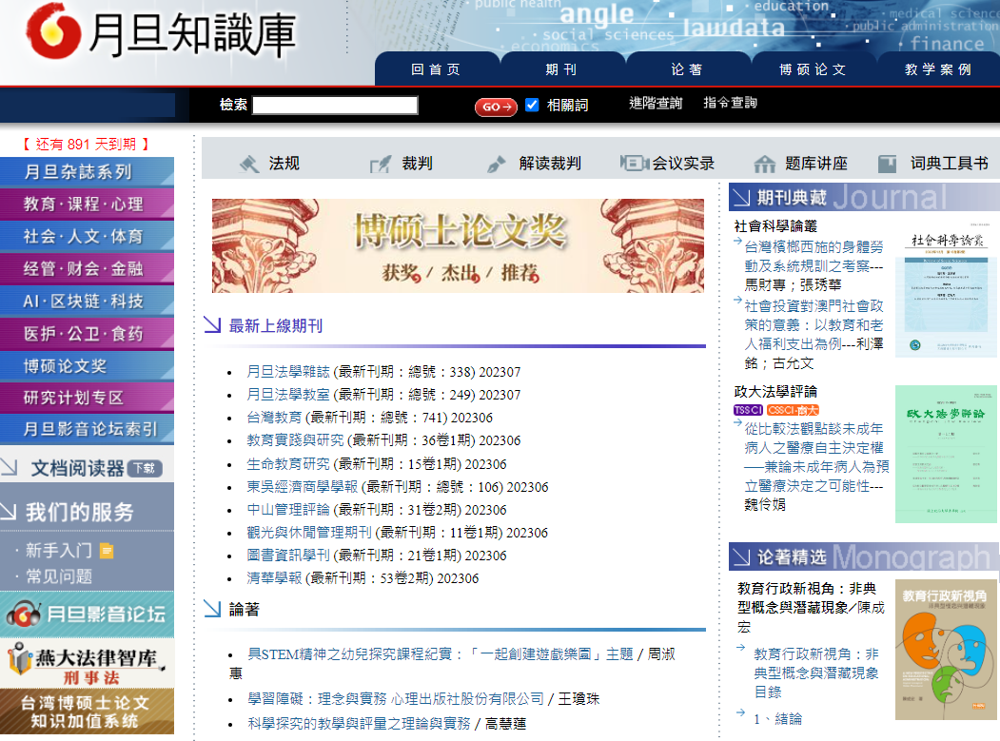 月旦知識庫
public health
angle
education
social sciences
lawdata
economics
medical science
public administration
finance
回首页
期刊
论著
博硕论文
教学案例
檢索
GO
相關詞
進階查詢
指令查詢
【 还有 891 天到期 】
法规
裁判
解读裁判
会议实录
题库讲座
词典工具书
月旦杂誌系列
教育·课程·心理
社会·人文·体育
经管·财会·金融
AI·区块链·科技
医护·公卫·食药
博硕论文奖
研究计划专区
月旦影音论坛索引
文档阅读器 下载
我们的服务
· 新手入门
· 常见问题
月旦影音论坛
燕大法律智库
刑事法
台湾博硕士论文
知识加值系统
博硕士论文奖
获奖 / 杰出 / 推荐
最新上線期刊
• 月旦法學雜誌 (最新刊期：總號：338) 202307
• 月旦法學教室 (最新刊期：總號：249) 202307
• 台灣教育 (最新刊期：總號：741) 202306
• 教育實踐與研究 (最新刊期：36卷1期) 202306
• 生命教育研究 (最新刊期：15卷1期) 202306
• 東吳經濟商學學報 (最新刊期：總號：106) 202306
• 中山管理評論 (最新刊期：31卷2期) 202306
• 觀光與休閒管理期刊 (最新刊期：11卷1期) 202306
• 圖書資訊學刊 (最新刊期：21卷1期) 202306
• 清華學報 (最新刊期：53卷2期) 202306
論著
• 具STEM精神之幼兒探究課程紀實：「一起創建遊戲樂園」主題 / 周淑
惠
• 學習障礙：理念與實務 心理出版社股份有限公司 / 王瓊珠
• 科學探究的教學與評量之理論與實務 / 高慧蓮
期刊典藏 Journal
社會科學論叢
台灣檳榔西施的身體勞
動及系統規訓之考察---
馬財專；張琇華
社會投資對澳門社會政
策的意義：以教育和老
人福利支出為例---利澤
銘；古允文
社會科學論叢
政大法學評論
TSSCI CSSCI-南大
從比較法觀點談未成年
病人之醫療自主決定權
──兼論未成年病人為預
立醫療決定之可能性---
魏伶娟
政大法學評論
论著精选 Monograph
教育行政新視角：非典
型概念與潛藏現象／陳成
宏
教育行政新視角：非
典型概念與潛藏現象
目錄
1、緒論
教育行政新視角
非典型概念與潛藏現象